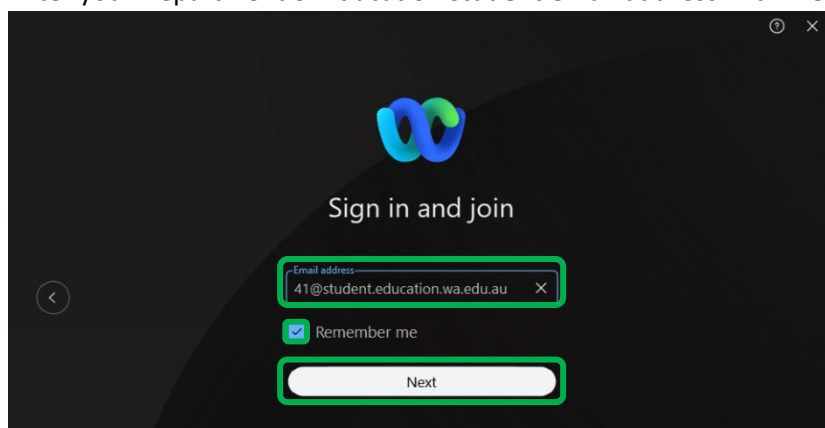 Sign in and join
Email address
41@student.education.wa.edu.au
Remember me
Next